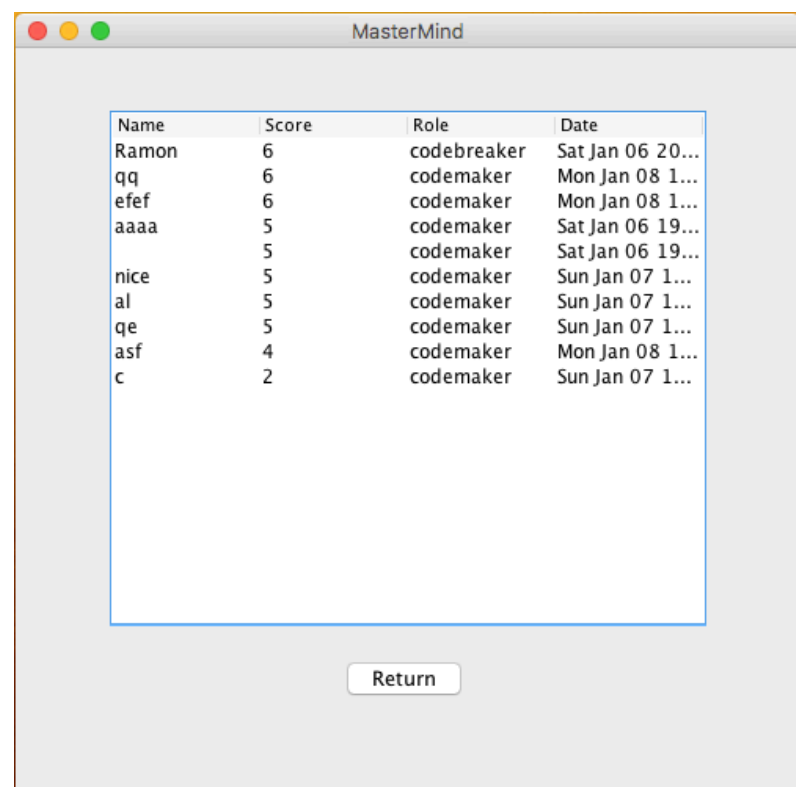 MasterMind
Name Score Role Date
Ramon 6 codebreaker Sat Jan 06 20...
qq 6 codemaker Mon Jan 08 1...
efef 6 codemaker Mon Jan 08 1...
aaaa 5 codemaker Sat Jan 06 19...
5 codemaker Sat Jan 06 19...
nice 5 codemaker Sun Jan 07 1...
al 5 codemaker Sun Jan 07 1...
qe 5 codemaker Sun Jan 07 1...
asf 4 codemaker Mon Jan 08 1...
c 2 codemaker Sun Jan 07 1...
Return